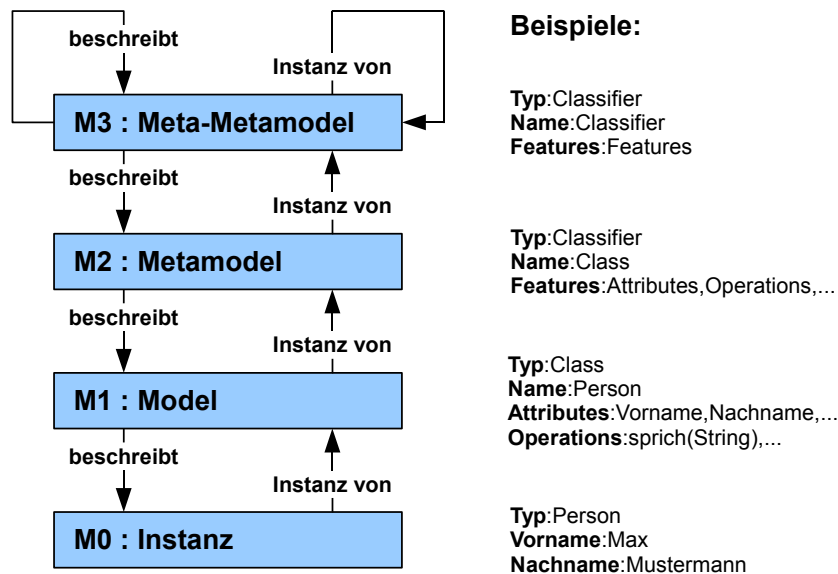 beschreibt
Instanz von
M3 : Meta-Metamodel
beschreibt
Instanz von
M2 : Metamodel
beschreibt
Instanz von
M1 : Model
beschreibt
Instanz von
M0 : Instanz
Beispiele:
Typ:Classifier
Name:Classifier
Features:Features
Typ:Classifier
Name:Class
Features:Attributes,Operations,...
Typ:Class
Name:Person
Attributes:Vorname,Nachname,...
Operations:sprich(String),...
Typ:Person
Vorname:Max
Nachname:Mustermann